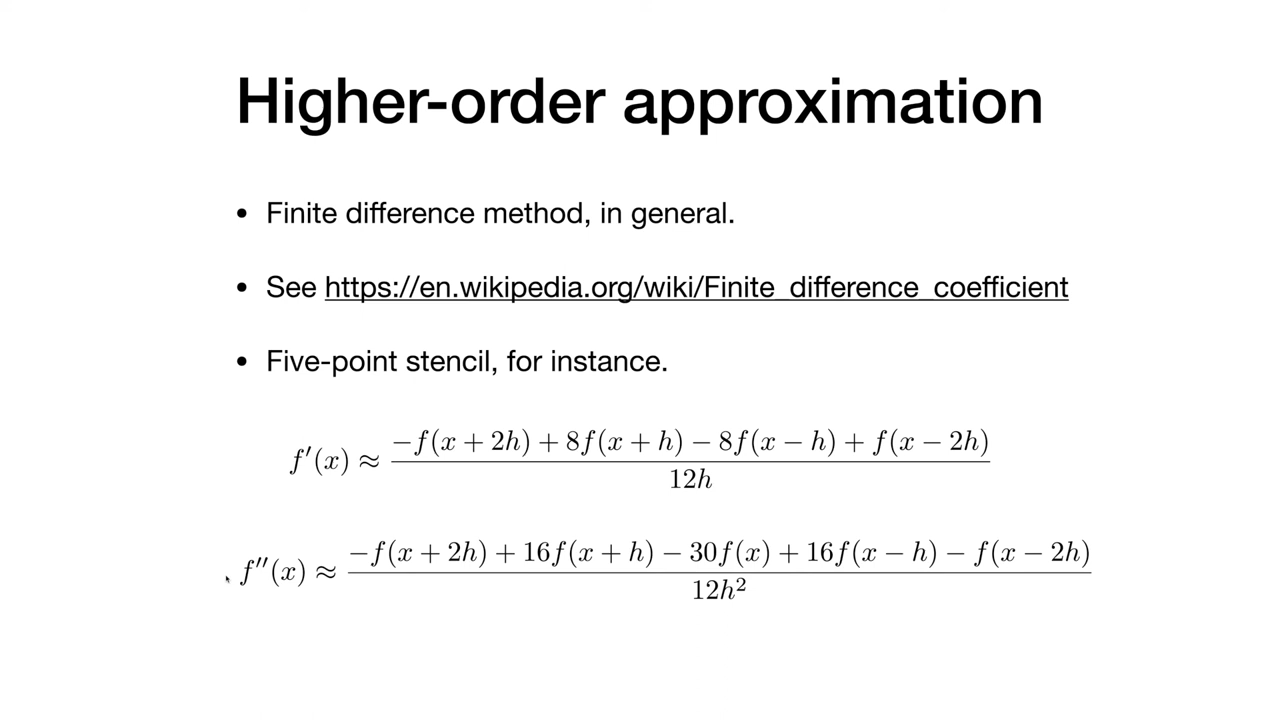 Higher-order approximation
• Finite difference method, in general.
• See https://en.wikipedia.org/wiki/Finite_difference_coefficient
• Five-point stencil, for instance.
f′(x) ≈ (−f(x + 2h) + 8f(x + h) − 8f(x − h) + f(x − 2h)) / 12h
f″(x) ≈ (−f(x + 2h) + 16f(x + h) − 30f(x) + 16f(x − h) − f(x − 2h)) / 12h²